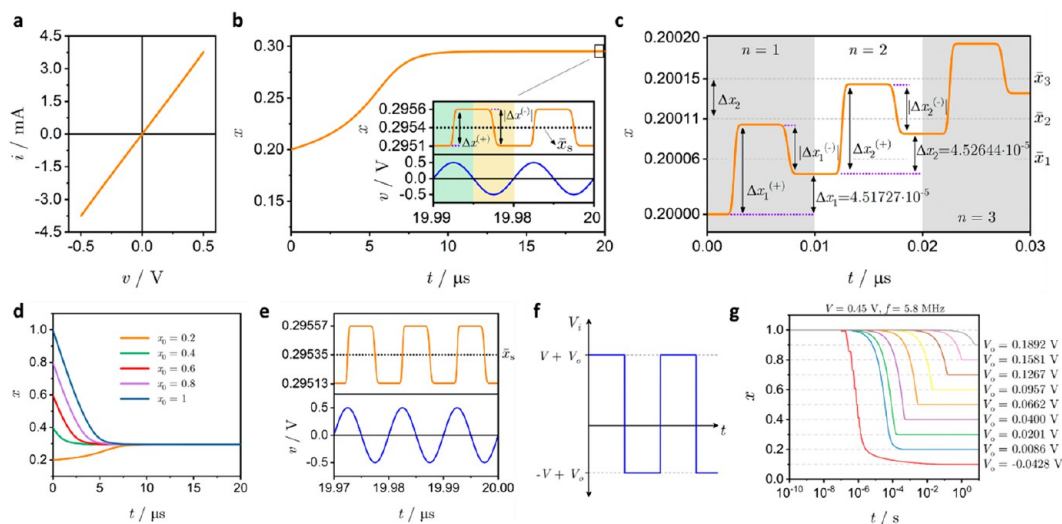 a
4.5
3.0
1.5
0.0
-1.5
-3.0
-4.5
i / mA
-0.5 0.0 0.5
v / V
b
0.30
0.25
0.20
0.15
x
0.2956
0.2954
0.2951
x
Δx⁽⁺⁾
|Δx⁽⁻⁾|
x̄ₛ
0.5
0.0
-0.5
v / V
19.99 19.98 20
0 5 10 15 20
t / μs
c
0.20020
0.20015
0.20006
0.20000
x
n = 1
n = 2
n = 3
Δx₂
Δx₁⁽⁺⁾
|Δx₁⁽⁻⁾|
Δx₂⁽⁺⁾
|Δx₂⁽⁻⁾|
Δx₂=4.52644·10⁻⁵
Δx₁=4.51727·10⁻⁵
x̄₃
x̄₂
x̄₁
0.00 0.01 0.02 0.03
t / μs
d
1.0
0.8
0.6
0.4
0.2
x
x₀ = 0.2
x₀ = 0.4
x₀ = 0.6
x₀ = 0.8
x₀ = 1
0 5 10 15 20
t / μs
e
0.29557
0.29535
0.29513
x
x̄ₛ
0.5
0.0
-0.5
v / V
19.97 19.98 19.99 20.00
t / μs
f
Vᵢ
V + Vₒ
-V + Vₒ
t
g
V = 0.45 V, f = 5.8 MHz
1.0
0.8
0.6
0.4
0.2
0.0
x
Vₒ = 0.1892 V
Vₒ = 0.1581 V
Vₒ = 0.1267 V
Vₒ = 0.0957 V
Vₒ = 0.0662 V
Vₒ = 0.0400 V
Vₒ = 0.0201 V
Vₒ = 0.0086 V
Vₒ = -0.0428 V
10⁻¹⁰ 10⁻⁸ 10⁻⁶ 10⁻⁴ 10⁻² 10⁰
t / s